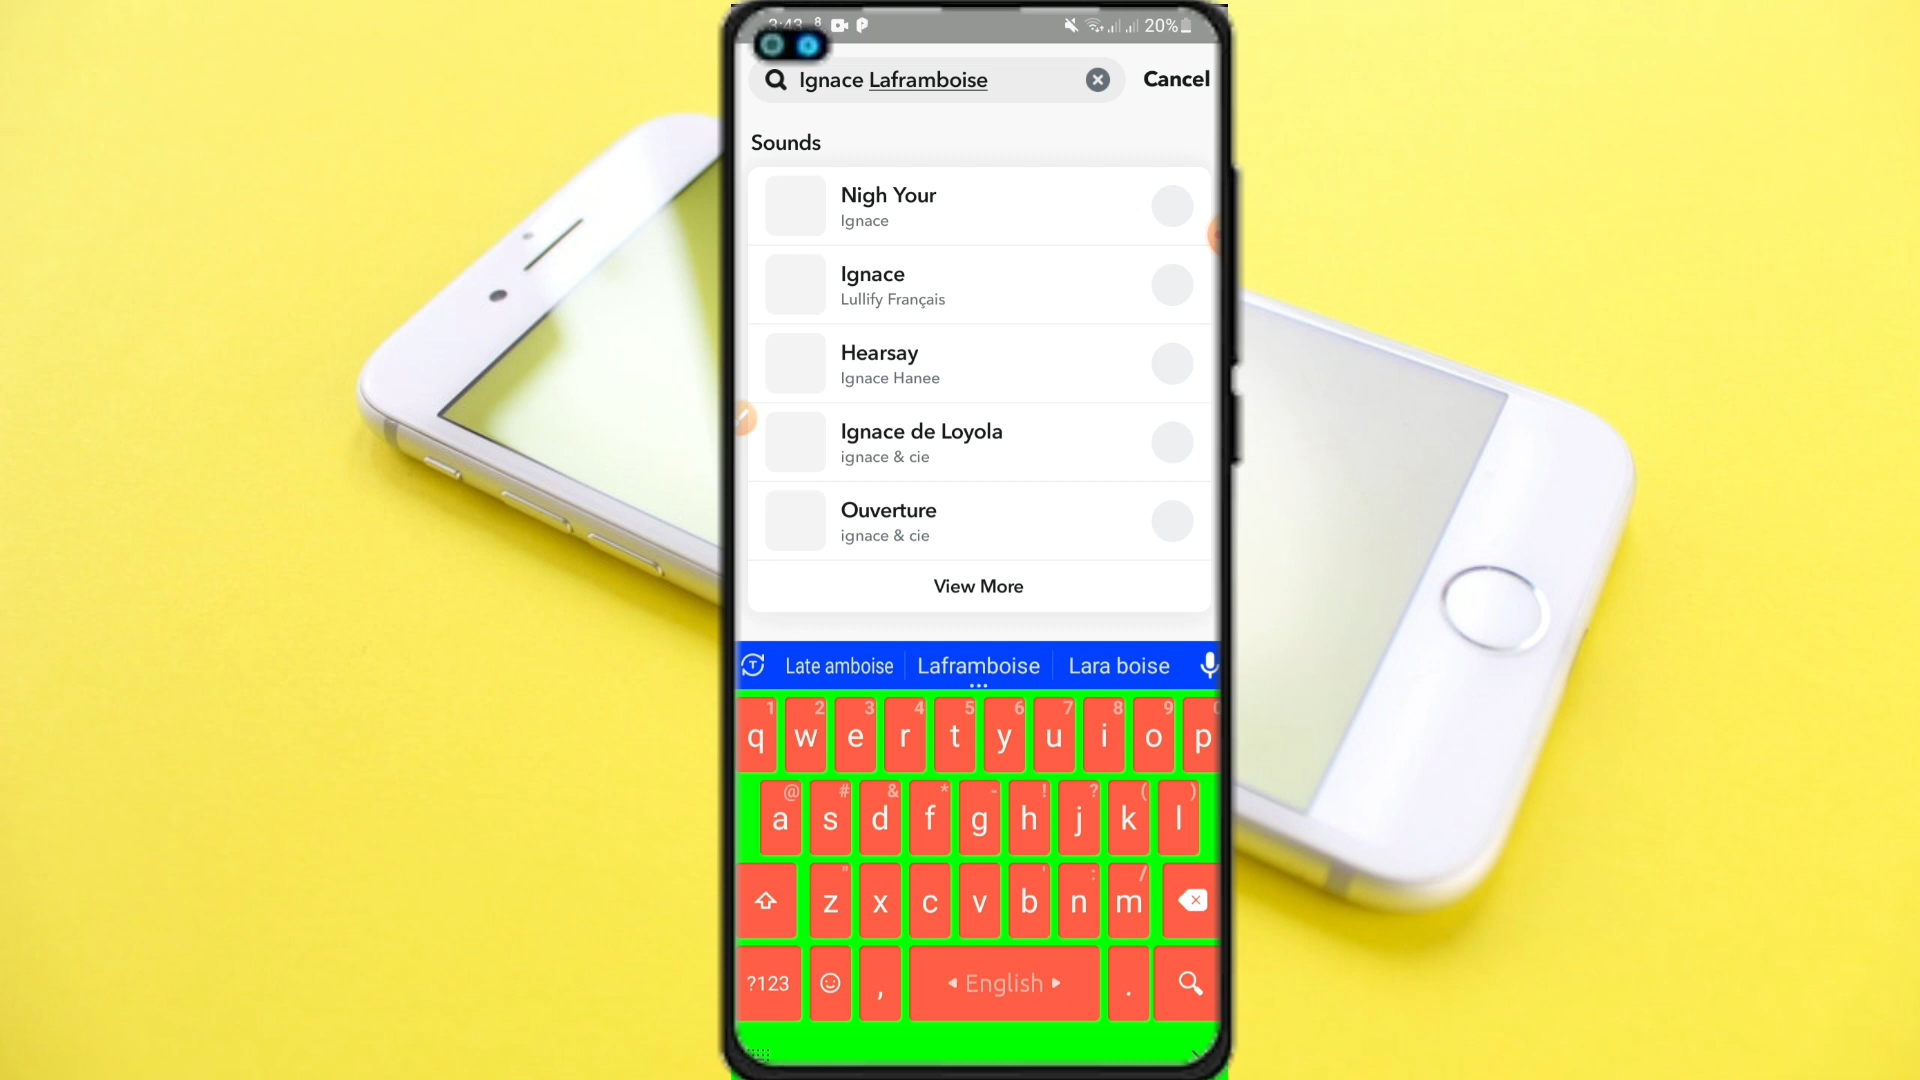 3:43 20%
Ignace Laframboise Cancel
Sounds
Nigh Your
Ignace
Ignace
Lullify Français
Hearsay
Ignace Hanee
Ignace de Loyola
ignace & cie
Ouverture
ignace & cie
View More
Late amboise Laframboise Lara boise
1 2 3 4 5 6 7 8 9 0
q w e r t y u i o p
@ # & * - ! ? ( )
a s d f g h j k l
" ' : /
z x c v b n m
?123 , English .